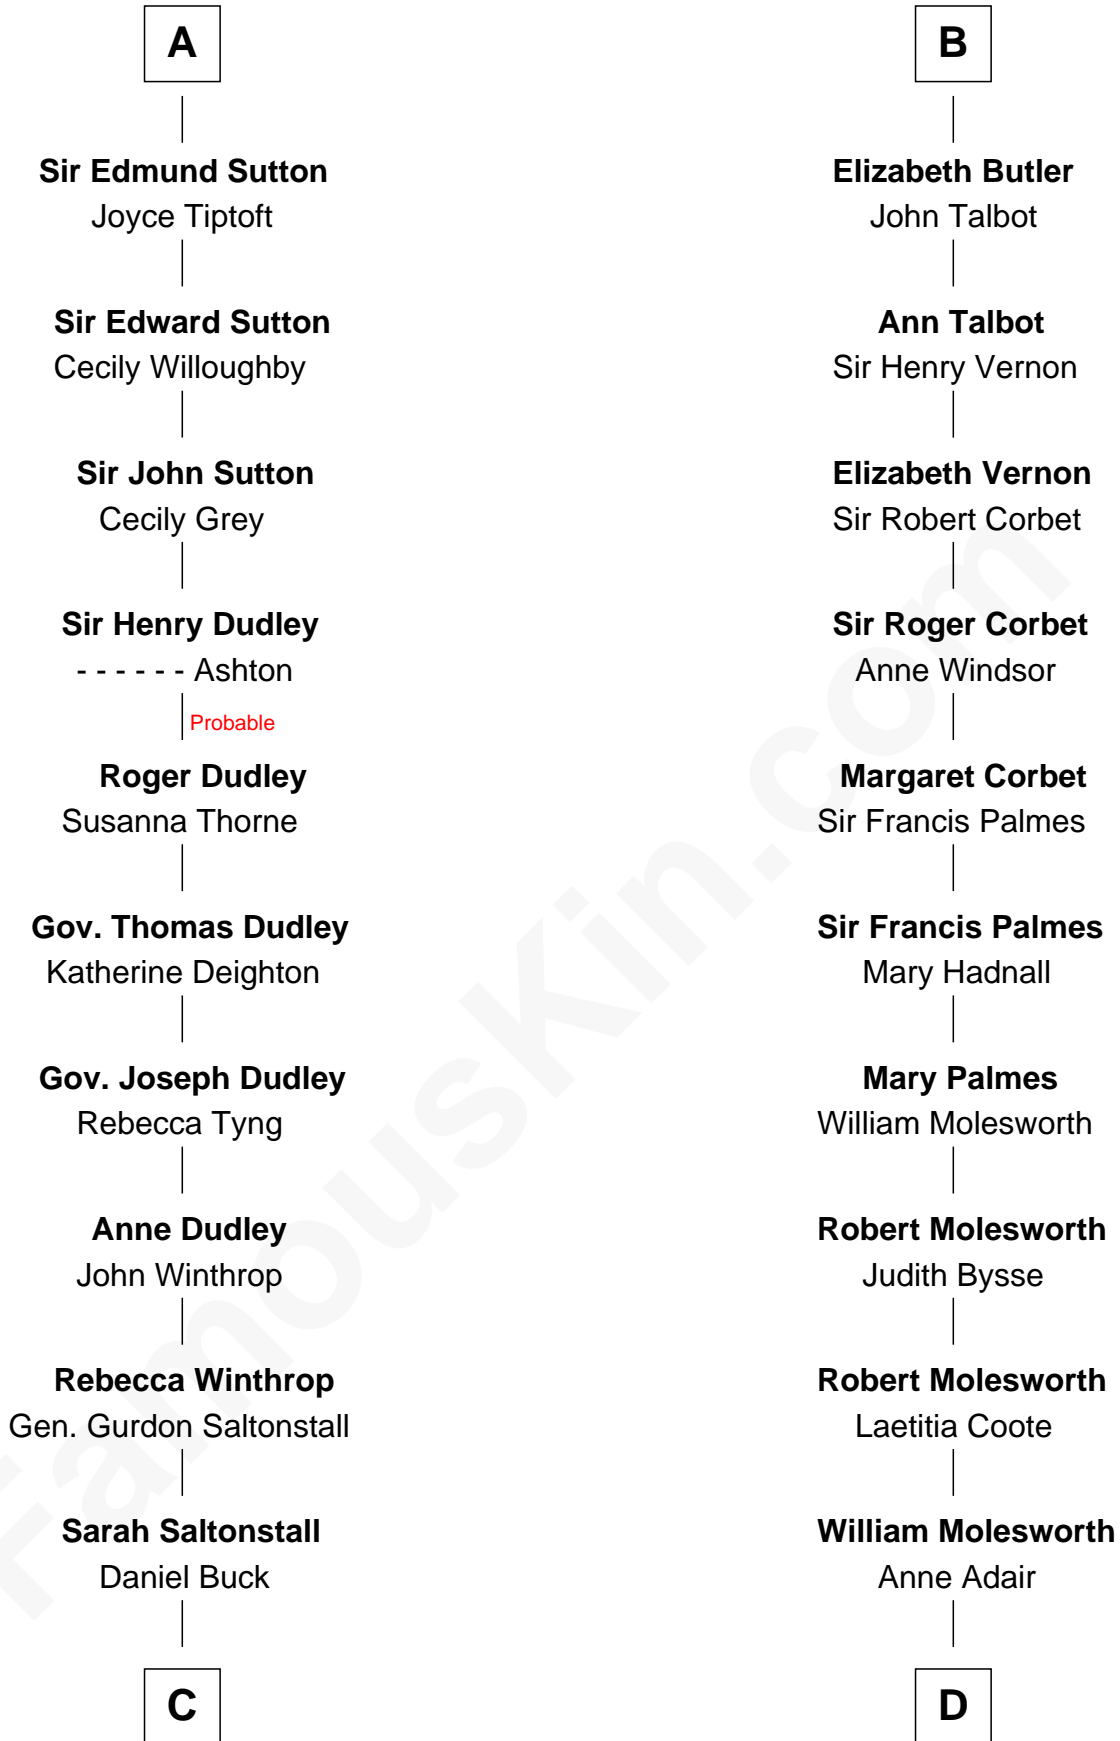 A
Sir Edmund Sutton
Joyce Tiptoft
Sir Edward Sutton
Cecily Willoughby
Sir John Sutton
Cecily Grey
Sir Henry Dudley
- - - - - - Ashton
Probable
Roger Dudley
Susanna Thorne
Gov. Thomas Dudley
Katherine Deighton
Gov. Joseph Dudley
Rebecca Tyng
Anne Dudley
John Winthrop
Rebecca Winthrop
Gen. Gurdon Saltonstall
Sarah Saltonstall
Daniel Buck
C
B
Elizabeth Butler
John Talbot
Ann Talbot
Sir Henry Vernon
Elizabeth Vernon
Sir Robert Corbet
Sir Roger Corbet
Anne Windsor
Margaret Corbet
Sir Francis Palmes
Sir Francis Palmes
Mary Hadnall
Mary Palmes
William Molesworth
Robert Molesworth
Judith Bysse
Robert Molesworth
Laetitia Coote
William Molesworth
Anne Adair
D
FamousKin.com